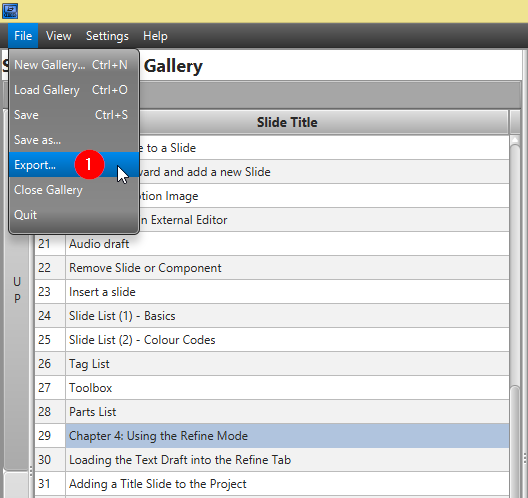 File View Settings Help
S Gallery
New Gallery... Ctrl+N
Load Gallery Ctrl+O
Save Ctrl+S
Save as...
Export... 1
Close Gallery
Quit
Slide Title
e to a Slide
vard and add a new Slide
otion Image
n External Editor
21 Audio draft
22 Remove Slide or Component
23 Insert a slide
24 Slide List (1) - Basics
25 Slide List (2) - Colour Codes
26 Tag List
27 Toolbox
28 Parts List
29 Chapter 4: Using the Refine Mode
30 Loading the Text Draft into the Refine Tab
31 Adding a Title Slide to the Project
U
P